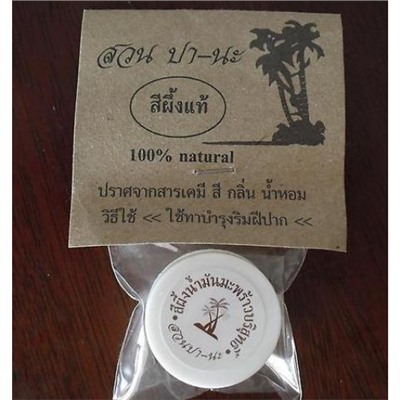 สวน ปา-นะ
สีผึ้งแท้
100% natural
ปราศจากสารเคมี สี กลิ่น น้ำหอม
วิธีใช้ << ใช้ทาบำรุงริมฝีปาก <<
สีผึ้งน้ำมันมะพร้าวบริสุทธิ์
สวนปา-นะ